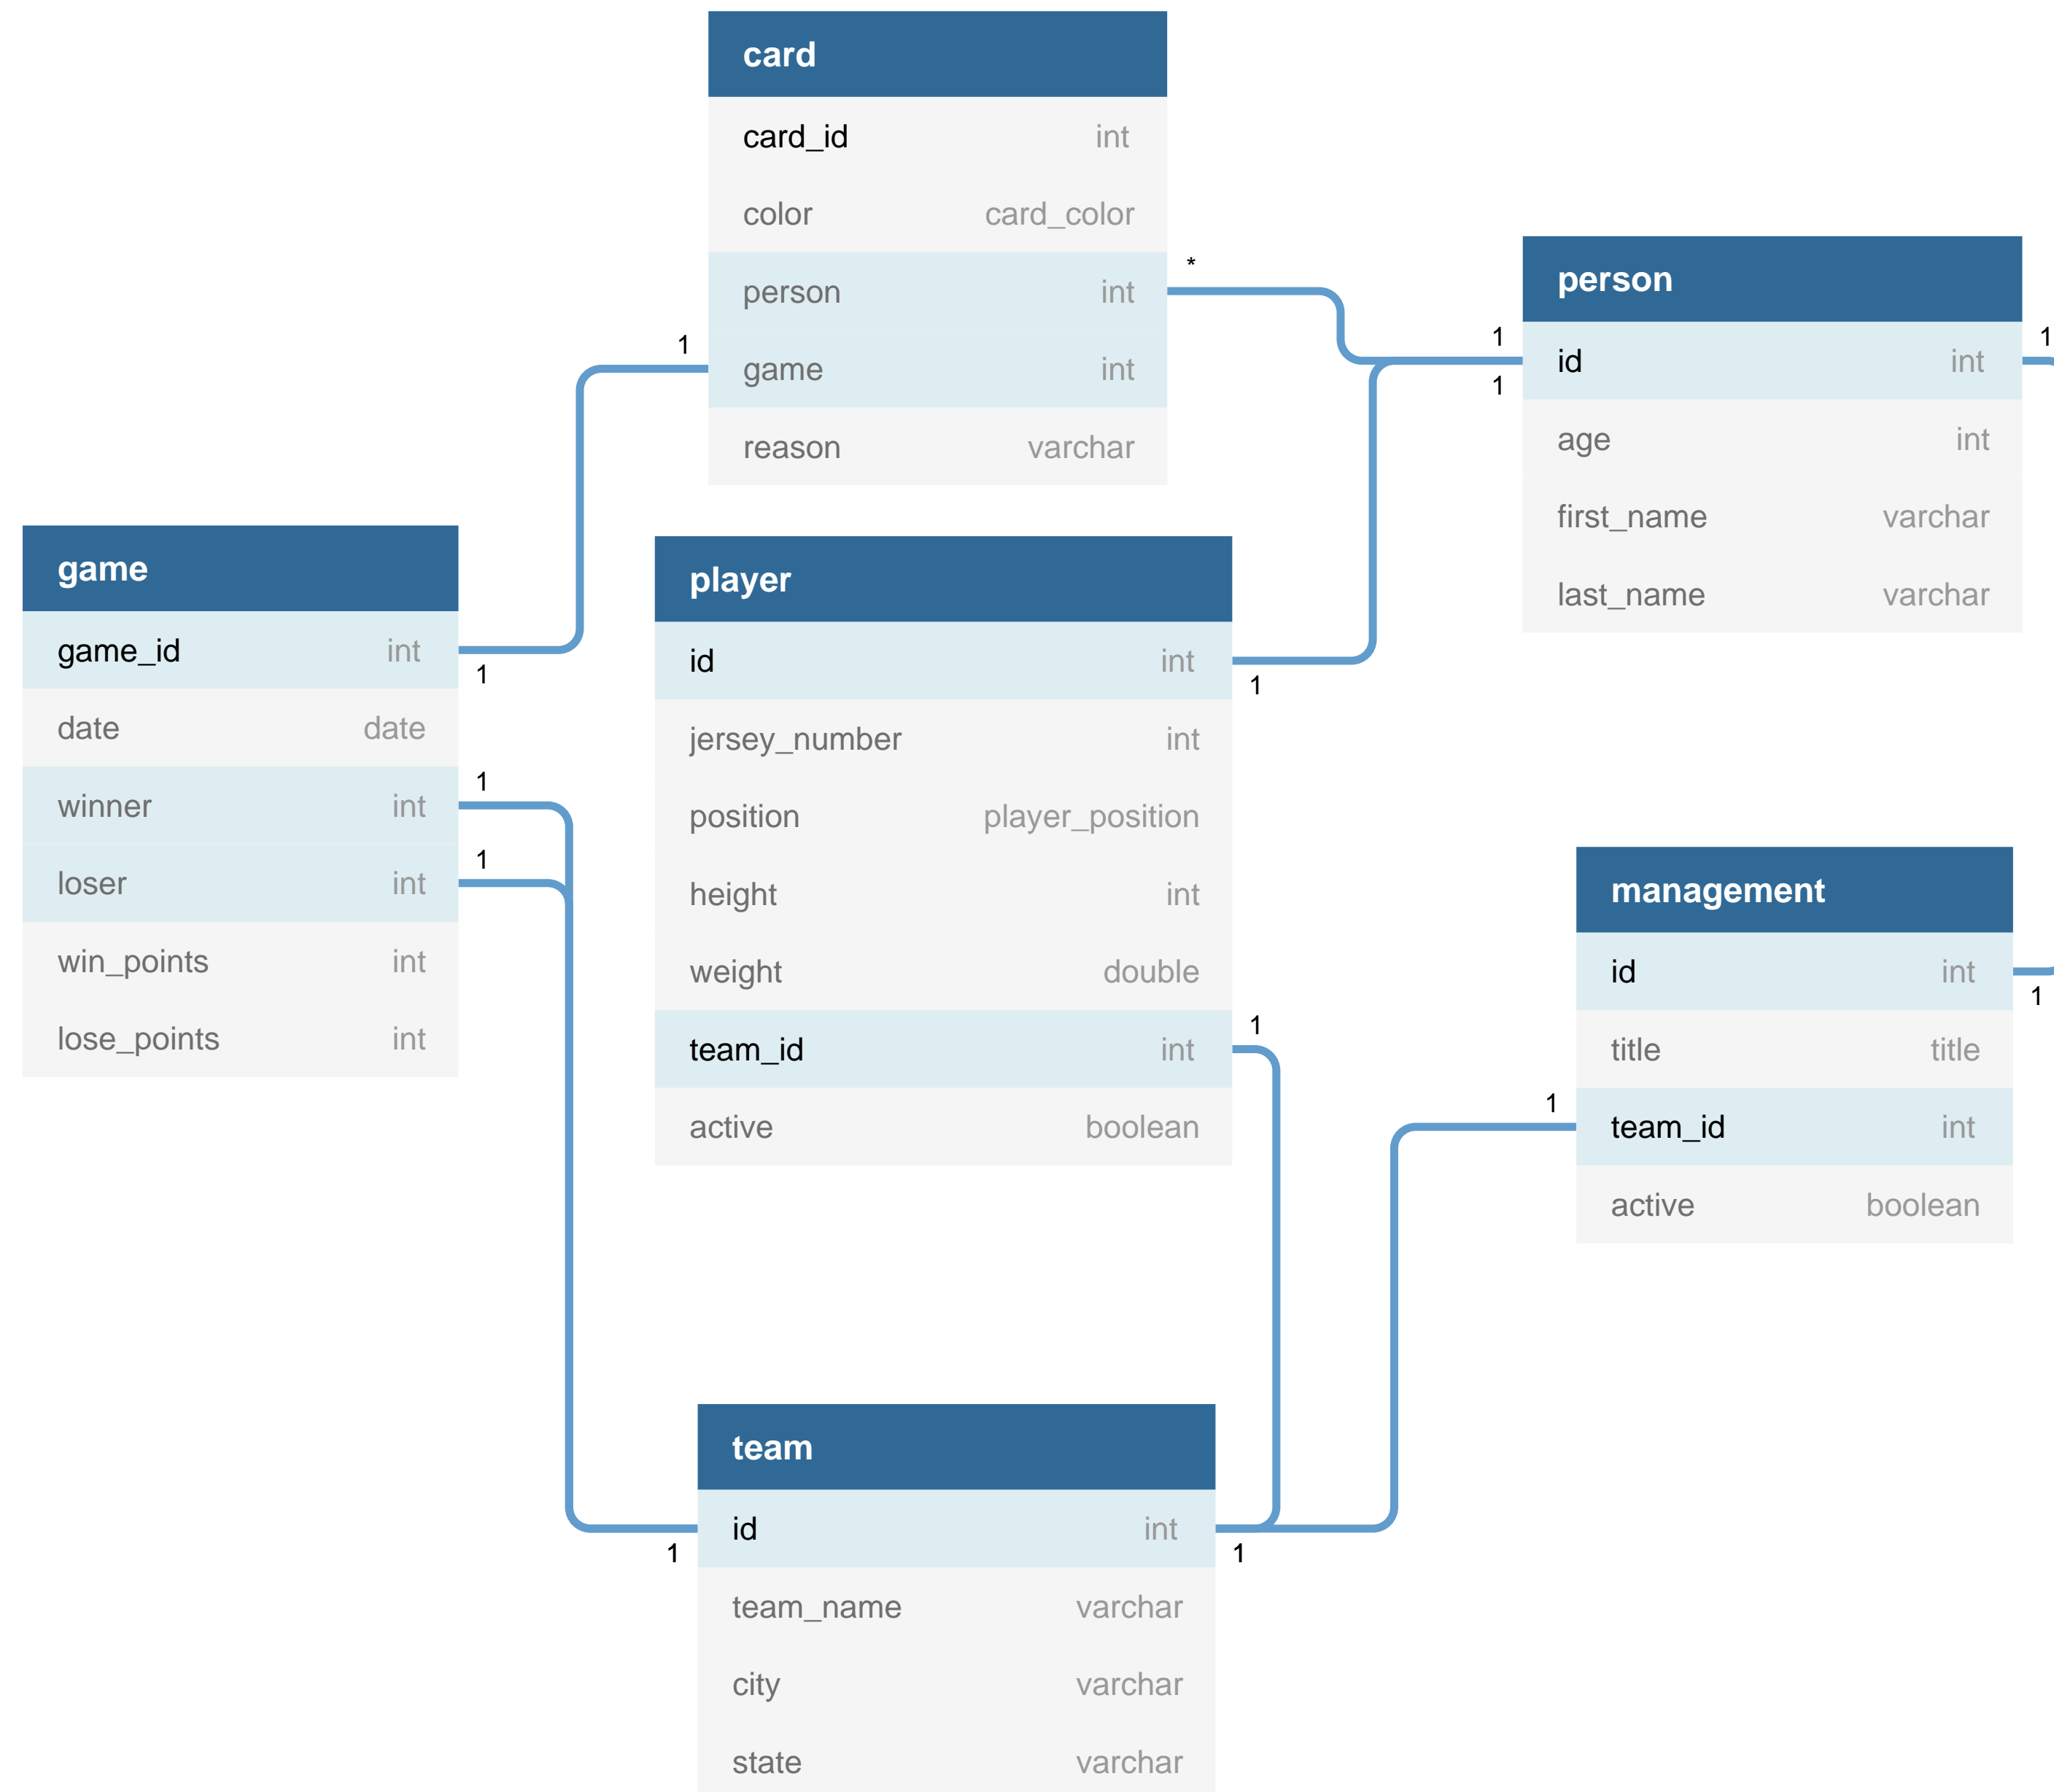 card
card_id int
color card_color
person int
game int
reason varchar
*
1
person
id int
age int
first_name varchar
last_name varchar
1
1
1
game
game_id int
date date
winner int
loser int
win_points int
lose_points int
1
1
1
player
id int
jersey_number int
position player_position
height int
weight double
team_id int
active boolean
1
1
management
id int
title title
team_id int
active boolean
1
1
team
id int
team_name varchar
city varchar
state varchar
1
1